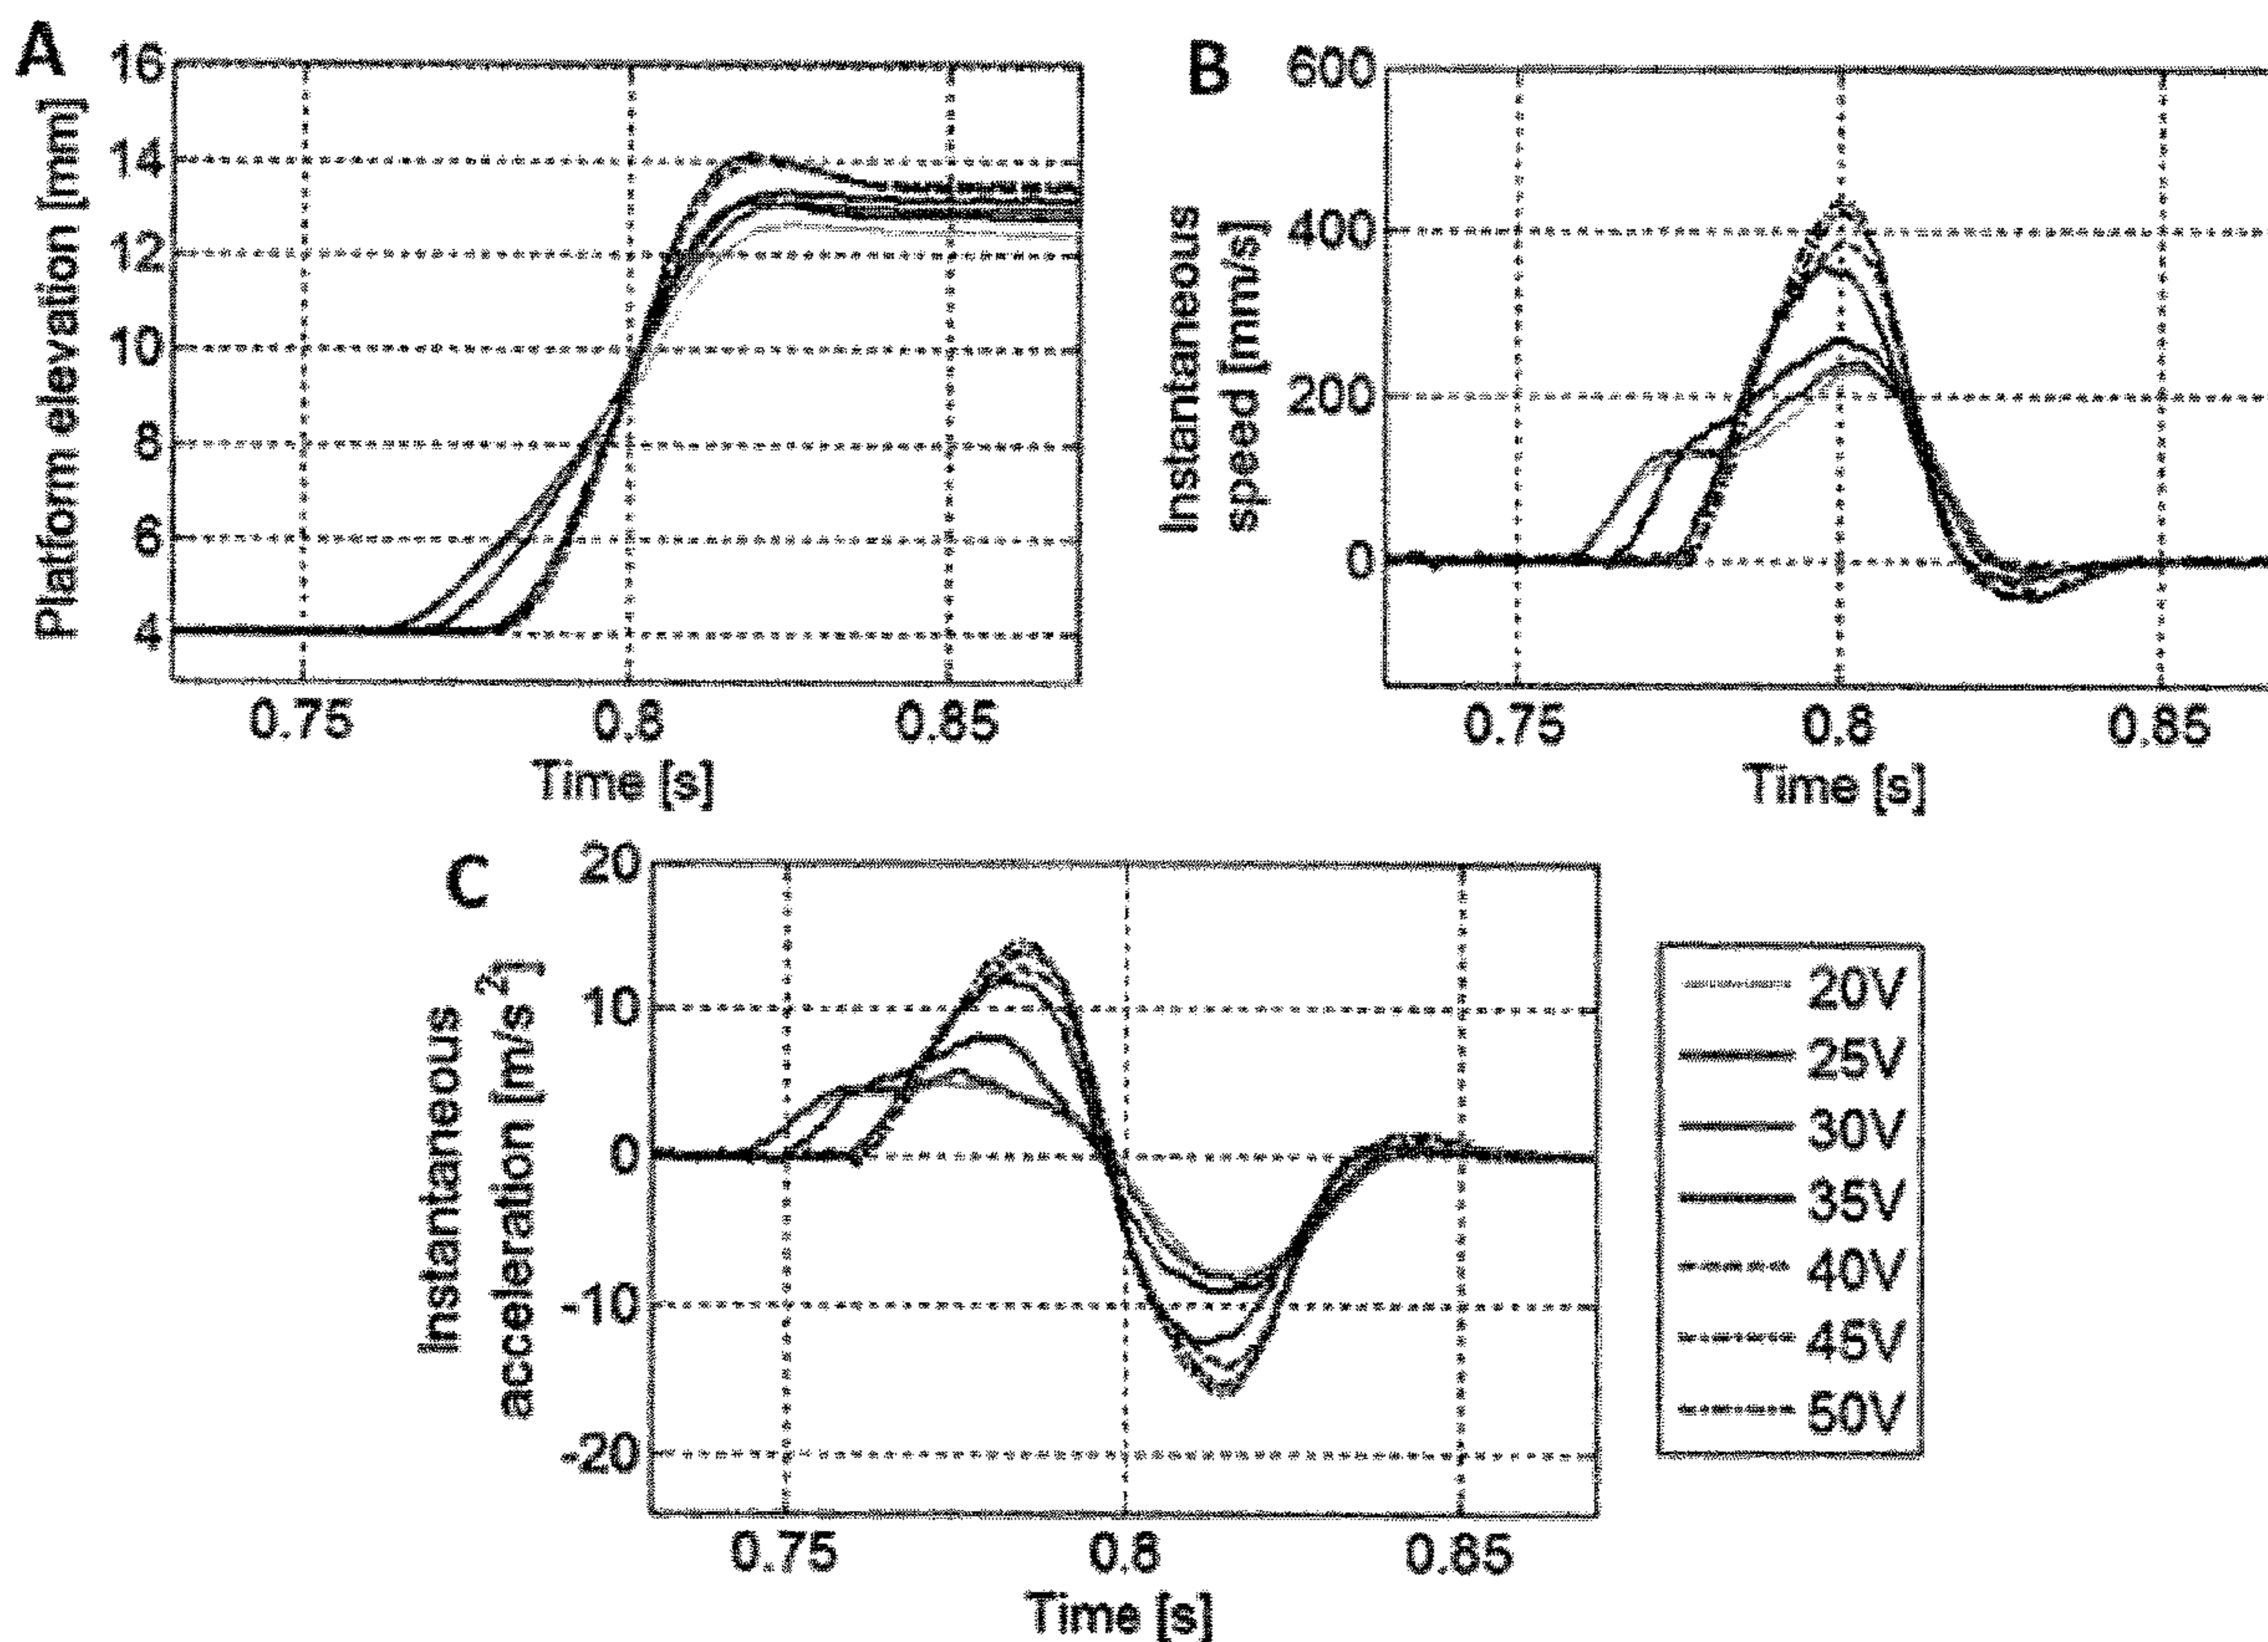 A
16
14
12
10
8
6
4
Platform elevation [mm]
0.75 0.8 0.85
Time [s]
B
600
400
200
0
Instantaneous
speed [mm/s]
0.75 0.8 0.85
Time [s]
C
20
10
0
-10
-20
Instantaneous
acceleration [m/s²]
0.75 0.8 0.85
Time [s]
20V
25V
30V
35V
40V
45V
50V